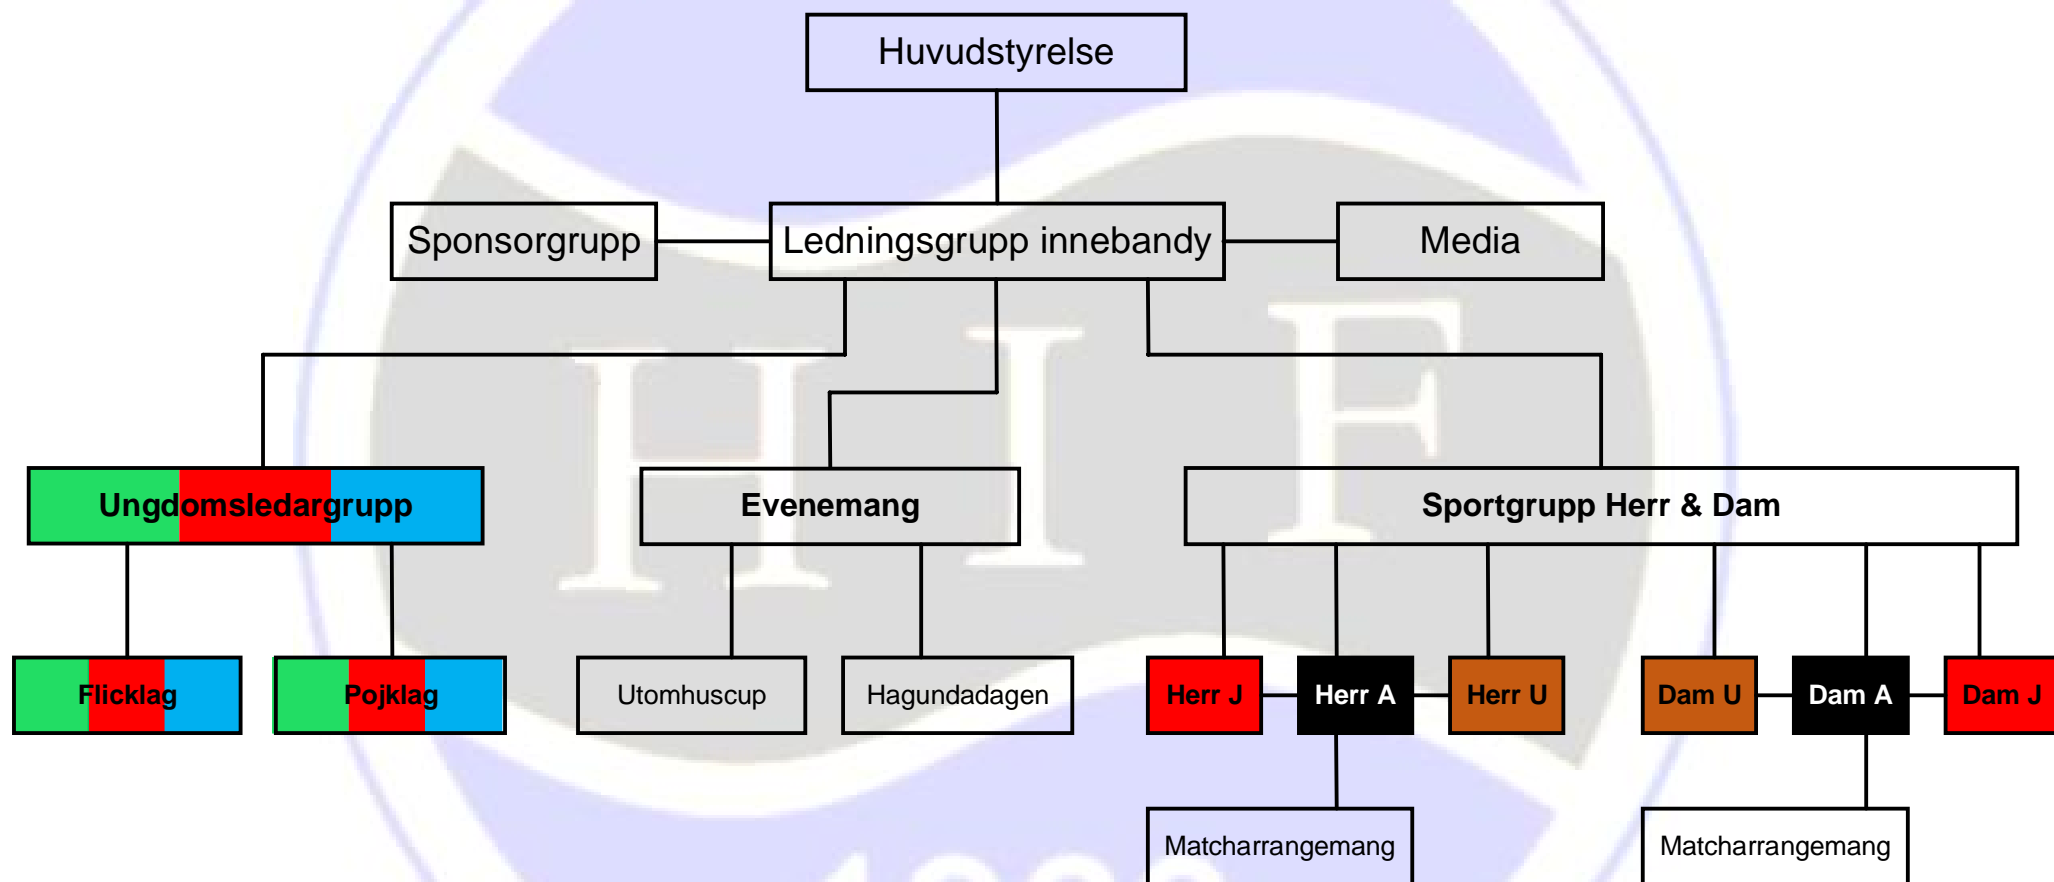 Huvudstyrelse
Sponsorgrupp
Ledningsgrupp innebandy
Media
H I F
Ungdomsledargrupp
Evenemang
Sportgrupp Herr & Dam
Flicklag
Pojklag
Utomhuscup
Hagundadagen
Herr J
Herr A
Herr U
Dam U
Dam A
Dam J
Matcharrangemang
Matcharrangemang